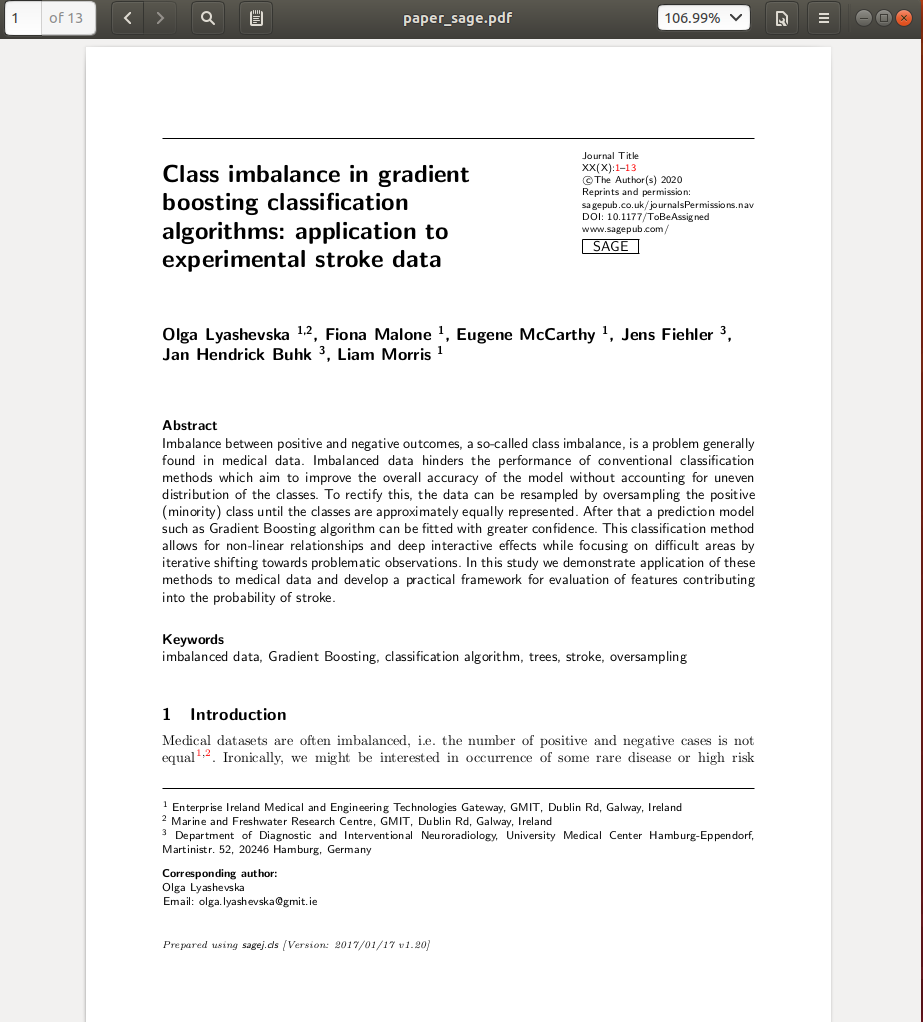 1 of 13 paper_sage.pdf 106.99%
Class imbalance in gradient
boosting classification
algorithms: application to
experimental stroke data
Journal Title
XX(X):1–13
©The Author(s) 2020
Reprints and permission:
sagepub.co.uk/journalsPermissions.nav
DOI: 10.1177/ToBeAssigned
www.sagepub.com/
SAGE
Olga Lyashevska 1,2, Fiona Malone 1, Eugene McCarthy 1, Jens Fiehler 3,
Jan Hendrick Buhk 3, Liam Morris 1
Abstract
Imbalance between positive and negative outcomes, a so-called class imbalance, is a problem generally
found in medical data. Imbalanced data hinders the performance of conventional classification
methods which aim to improve the overall accuracy of the model without accounting for uneven
distribution of the classes. To rectify this, the data can be resampled by oversampling the positive
(minority) class until the classes are approximately equally represented. After that a prediction model
such as Gradient Boosting algorithm can be fitted with greater confidence. This classification method
allows for non-linear relationships and deep interactive effects while focusing on difficult areas by
iterative shifting towards problematic observations. In this study we demonstrate application of these
methods to medical data and develop a practical framework for evaluation of features contributing
into the probability of stroke.
Keywords
imbalanced data, Gradient Boosting, classification algorithm, trees, stroke, oversampling
1 Introduction
Medical datasets are often imbalanced, i.e. the number of positive and negative cases is not
equal1,2. Ironically, we might be interested in occurrence of some rare disease or high risk
1 Enterprise Ireland Medical and Engineering Technologies Gateway, GMIT, Dublin Rd, Galway, Ireland
2 Marine and Freshwater Research Centre, GMIT, Dublin Rd, Galway, Ireland
3 Department of Diagnostic and Interventional Neuroradiology, University Medical Center Hamburg-Eppendorf,
Martinistr. 52, 20246 Hamburg, Germany
Corresponding author:
Olga Lyashevska
Email: olga.lyashevska@gmit.ie
Prepared using sagej.cls [Version: 2017/01/17 v1.20]